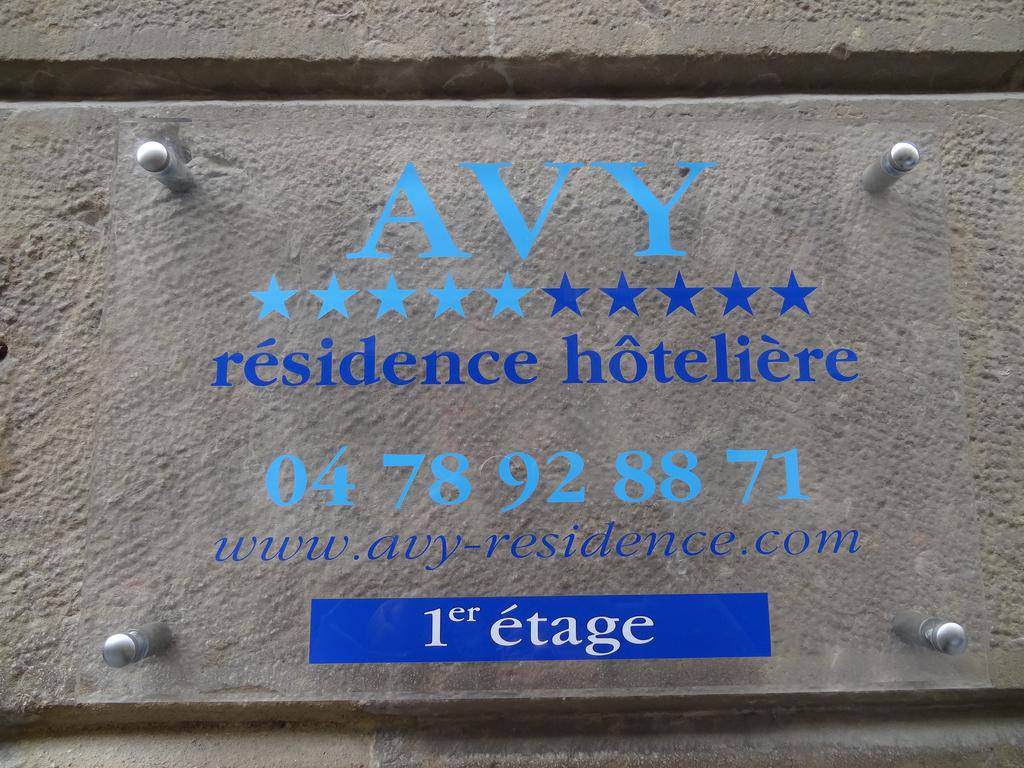 AVY
résidence hôtelière
04 78 92 88 71
www.avy-residence.com
1er étage